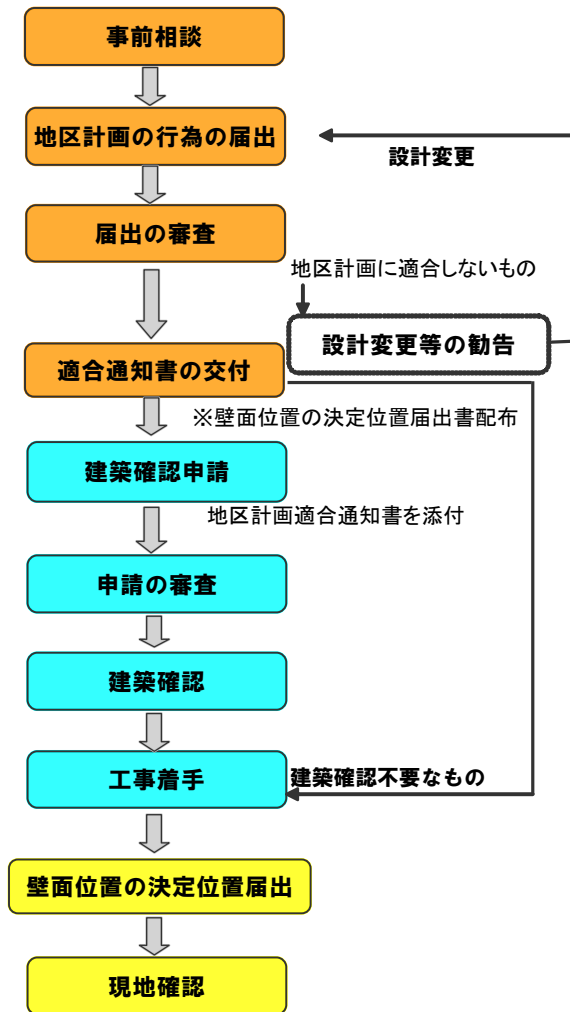 事前相談
地区計画の行為の届出
設計変更
届出の審査
地区計画に適合しないもの
設計変更等の勧告
適合通知書の交付
※壁面位置の決定位置届出書配布
建築確認申請
地区計画適合通知書を添付
申請の審査
建築確認
工事着手
建築確認不要なもの
壁面位置の決定位置届出
現地確認